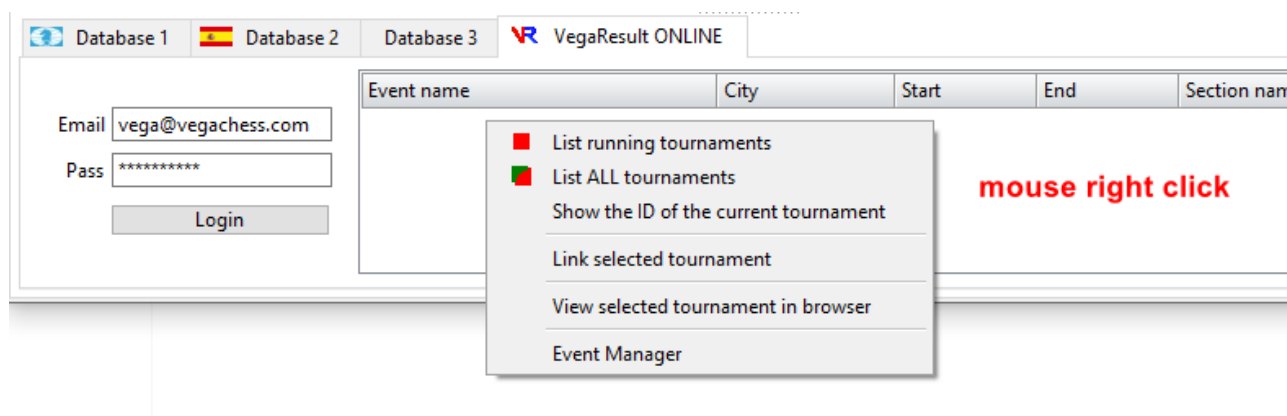 Database 1 Database 2 Database 3 VR VegaResult ONLINE
Event name City Start End Section nam
Email vega@vegachess.com
Pass **********
Login
List running tournaments
List ALL tournaments
Show the ID of the current tournament
Link selected tournament
View selected tournament in browser
Event Manager
mouse right click